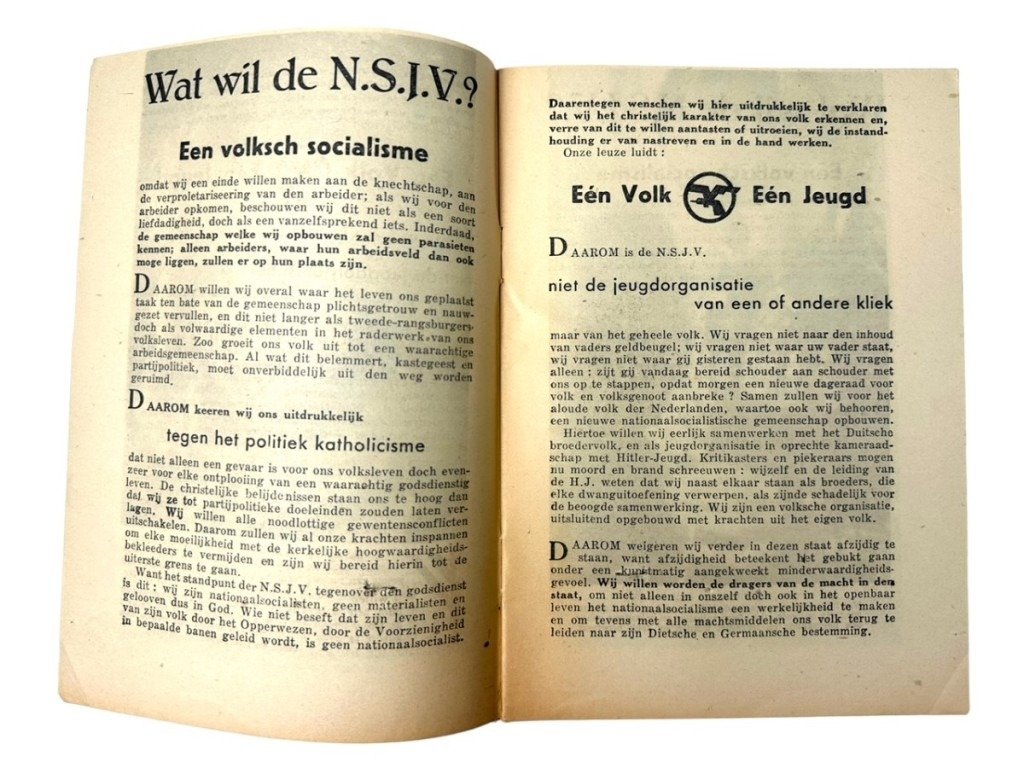 Wat wil de N.S.J.V.?
Een volksch socialisme
omdat wij een einde willen maken aan de knechtschap, aan
de verproletariseering van den arbeider; als wij voor den
arbeider opkomen, beschouwen wij dit niet als een soort
liefdadigheid, doch als een vanzelfsprekend iets. Inderdaad,
de gemeenschap welke wij opbouwen zal geen parasieten
kennen; alleen arbeiders, waar hun arbeidsveld dan ook
moge liggen, zullen er op hun plaats zijn.
DAAROM willen wij overal waar het leven ons geplaatst
taak ten bate van de gemeenschap plichtsgetrouw en nauw-
gezet vervullen, en dit niet langer als tweede-rangsburgers
doch als volwaardige elementen in het raderwerk van ons
volksleven. Zoo groeit ons volk uit tot een waarachtige
arbeidsgemeenschap. Al wat dit belemmert, kastegeest en
partijpolitiek, moet onverbiddelijk uit den weg worden
geruimd.
DAAROM keeren wij ons uitdrukkelijk
tegen het politiek katholicisme
dat niet alleen een gevaar is voor ons volksleven doch even-
zeer voor elke ontplooiing van een waarachtig godsdienstig
leven. De christelijke belijdenissen staan ons te hoog dan
dat wij ze tot partijpolitieke doeleinden zouden laten ver-
lagen. Wij willen alle noodlottige gewentensconflicten
uitschakelen. Daarom zullen wij al onze krachten inspannen
om elke moeilijkheid met de kerkelijke hoogwaardigheids-
bekleeders te vermijden en zijn wij bereid hierin tot de
uiterste grens te gaan.
Want het standpunt der N.S.J.V. tegenover den godsdienst
is dit : wij zijn nationaalsocialisten, geen materialisten en
gelooven dus in God. Wie niet beseft dat zijn leven en dit
van zijn volk door het Opperwezen, door de Voorzienigheid
in bepaalde banen geleid wordt, is geen nationaalsocialist.
Daarentegen wenschen wij hier uitdrukkelijk te verklaren
dat wij het christelijk karakter van ons volk erkennen en,
verre van dit te willen aantasten of uitroeien, wij de instand-
houding er van nastreven en in de hand werken.
Onze leuze luidt :
Eén Volk Eén Jeugd
DAAROM is de N.S.J.V.
niet de jeugdorganisatie
van een of andere kliek
maar van het geheele volk. Wij vragen niet naar den inhoud
van vaders geldbeugel; wij vragen niet waar uw vader staat,
wij vragen niet waar gij gisteren gestaan hebt. Wij vragen
alleen : zijt gij vandaag bereid schouder aan schouder met
ons op te stappen, opdat morgen een nieuwe dageraad voor
volk en volksgenoot aanbreke ? Samen zullen wij voor het
aloude volk der Nederlanden, waartoe ook wij behooren,
een nieuwe nationaalsocialistische gemeenschap opbouwen.
Hiertoe willen wij eerlijk samenwerken met het Duitsche
broedervolk, en als jeugdorganisatie in oprechte kameraad-
schap met Hitler-Jeugd. Kritikasters en piekeraars mogen
nu moord en brand schreeuwen : wijzelf en de leiding van
de H.J. weten dat wij naast elkaar staan als broeders, die
elke dwanguitoefening verwerpen, als zijnde schadelijk voor
de beoogde samenwerking. Wij zijn een volksche organisatie,
uitsluitend opgebouwd met krachten uit het eigen volk.
DAAROM weigeren wij verder in dezen staat afzijdig te
staan, want afzijdigheid beteekent het gebukt gaan
onder een kunstmatig aangekweekt minderwaardigheids-
gevoel. Wij willen worden de dragers van de macht in den
staat, om niet alleen in onszelf doch ook in het openbaar
leven het nationaalsocialisme een werkelijkheid te maken
en om tevens met alle machtsmiddelen ons volk terug te
leiden naar zijn Dietsche en Germaansche bestemming.